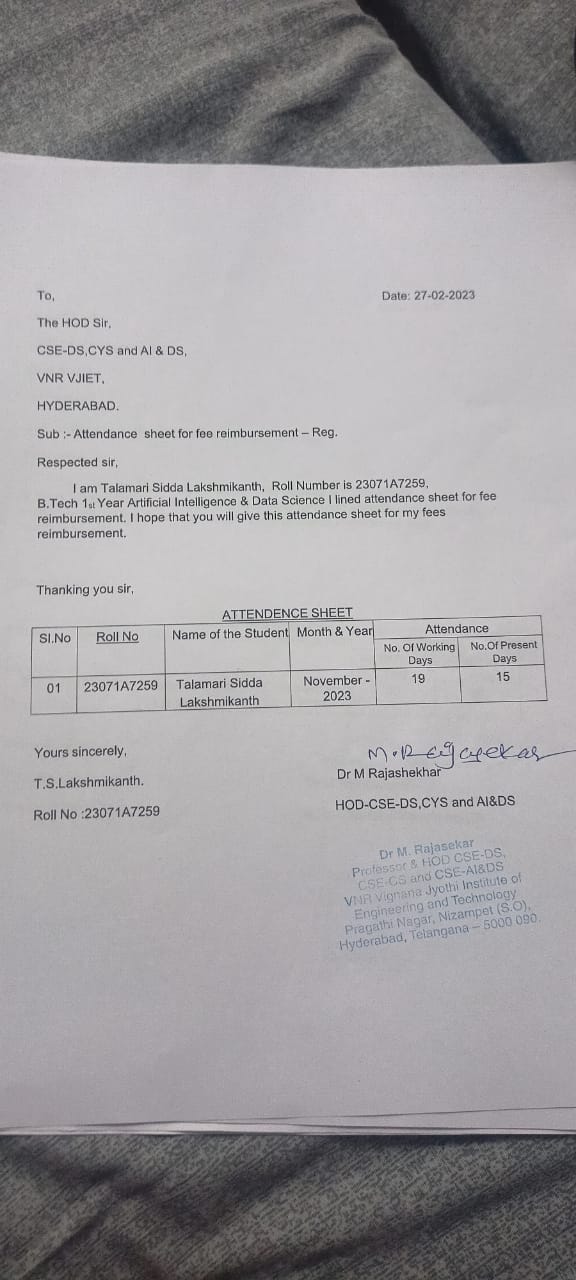 To, Date: 27-02-2023
The HOD Sir,
CSE-DS,CYS and AI & DS,
VNR VJIET,
HYDERABAD.
Sub :- Attendance sheet for fee reimbursement – Reg.
Respected sir,
I am Talamari Sidda Lakshmikanth, Roll Number is 23071A7259,
B.Tech 1st Year Artificial Intelligence & Data Science I lined attendance sheet for fee
reimbursement. I hope that you will give this attendance sheet for my fees
reimbursement.
Thanking you sir,
ATTENDENCE SHEET
Sl.No Roll No Name of the Student Month & Year Attendance
No. Of Working Days No.Of Present Days
01 23071A7259 Talamari Sidda Lakshmikanth November - 2023 19 15
Yours sincerely,
M.Rajasekar
T.S.Lakshmikanth.
Dr M Rajashekhar
Roll No :23071A7259
HOD-CSE-DS,CYS and AI&DS
Dr M. Rajasekar
Professor & HOD CSE-DS,
CSE-CS and CSE-AI&DS
VNR Vignana Jyothi Institute of
Engineering and Technology
Pragathi Nagar, Nizampet (S.O),
Hyderabad, Telangana – 5000 090.